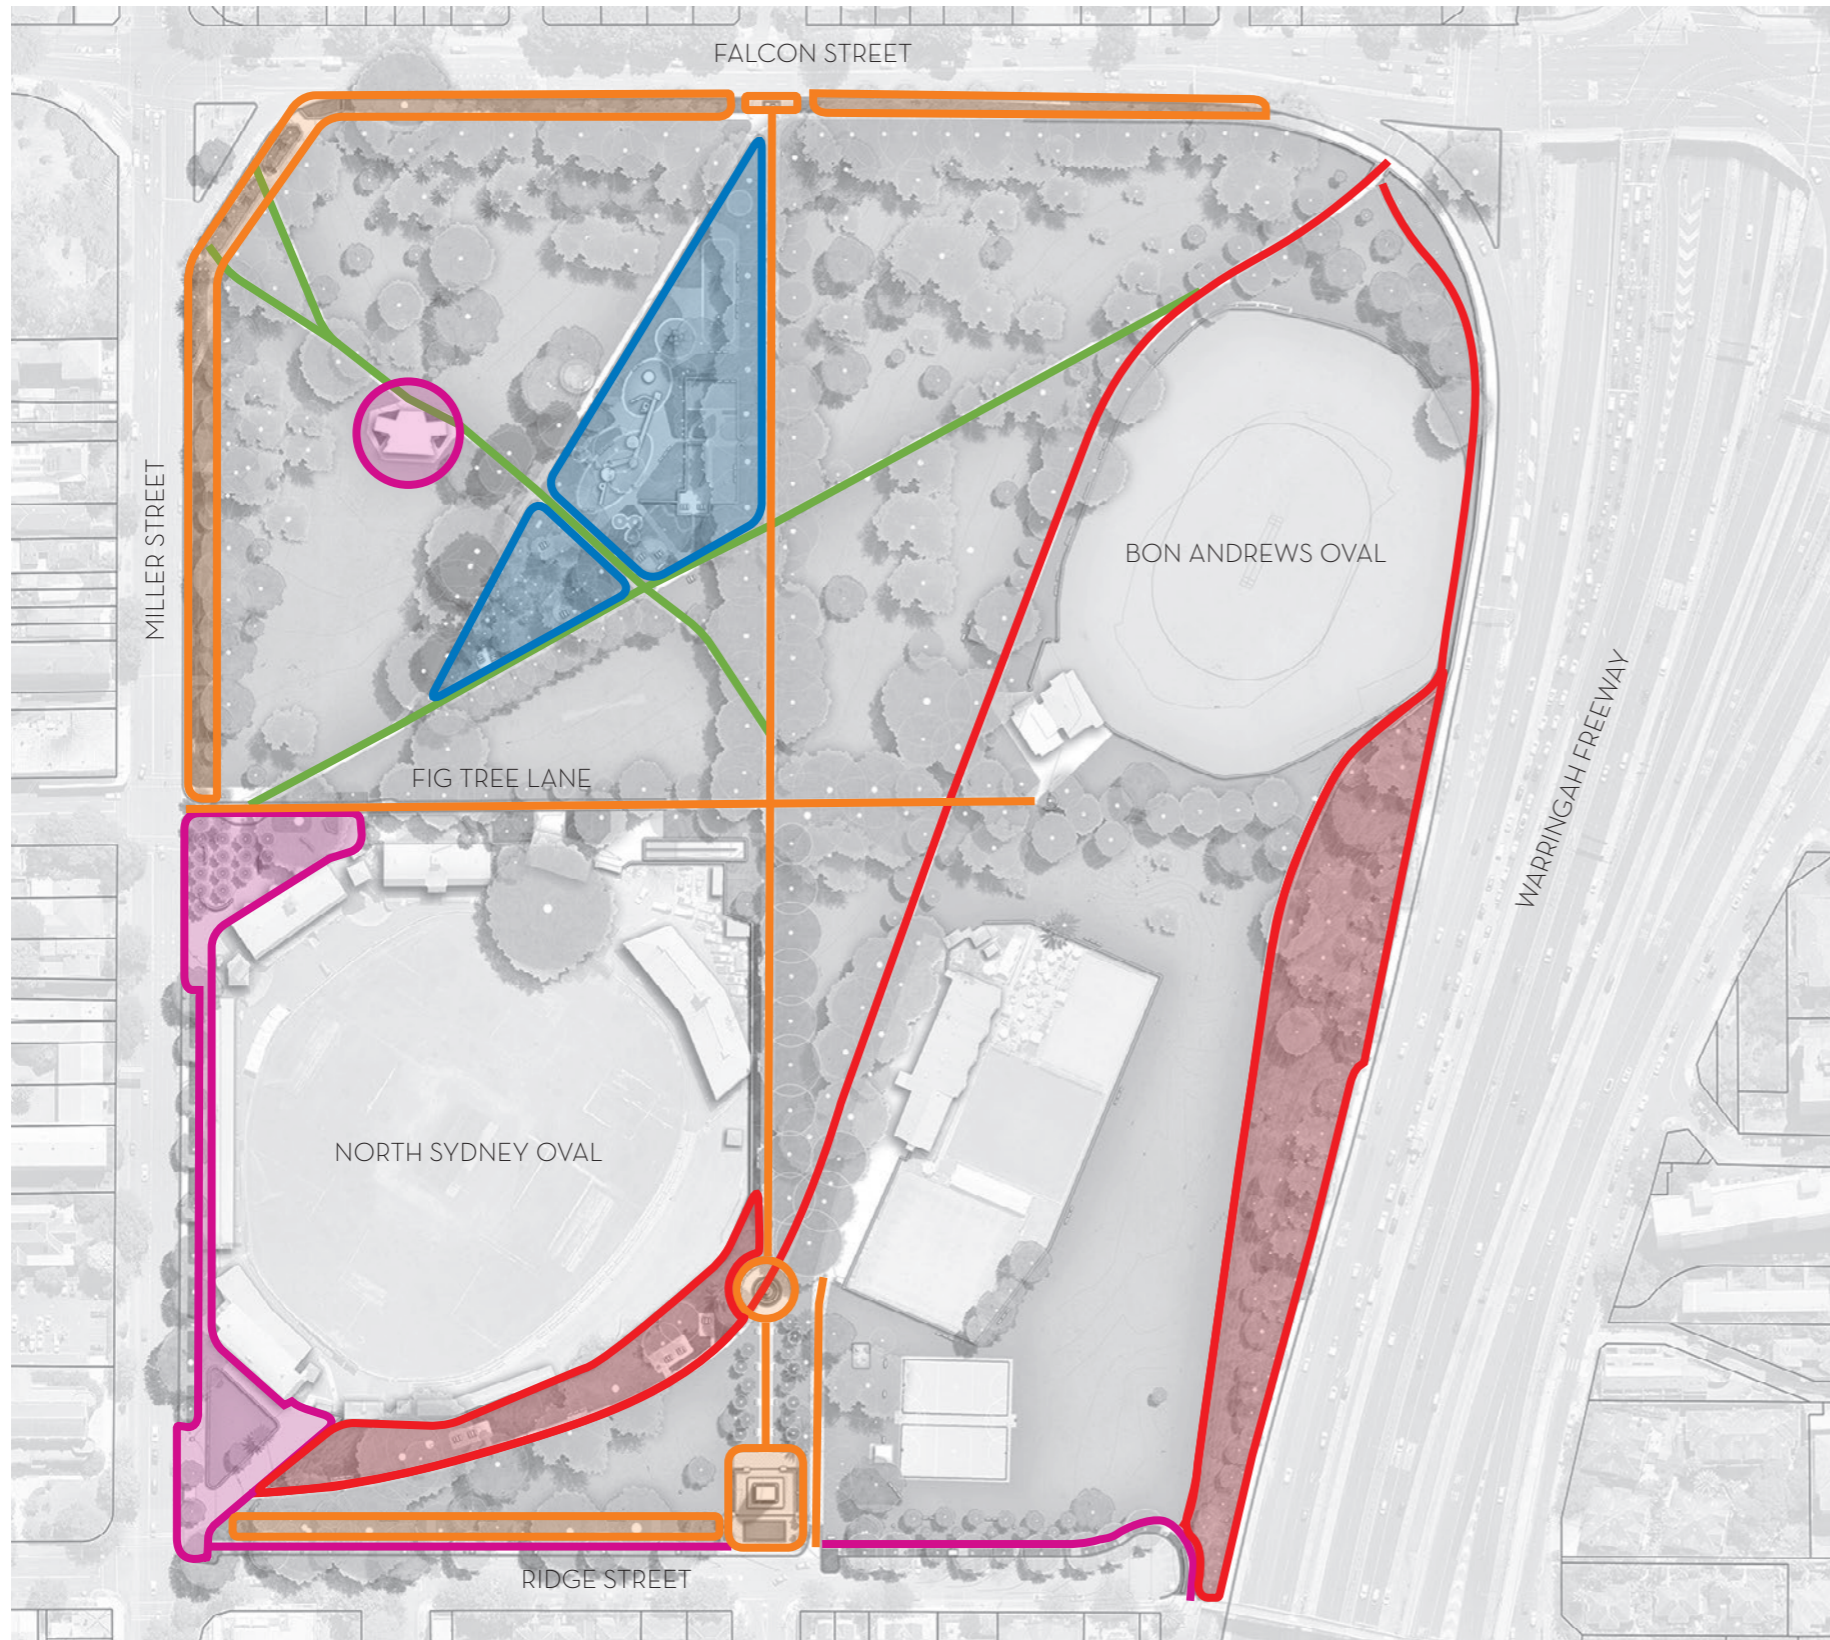 FALCON STREET
MILLER STREET
BON ANDREWS OVAL
WARRINGAH FREEWAY
FIG TREE LANE
NORTH SYDNEY OVAL
RIDGE STREET